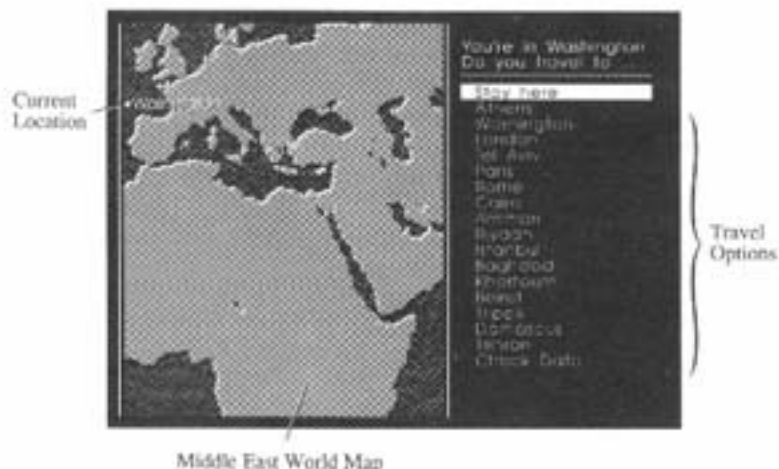 You're in Washington
Do you travel to
Stay here
Athens
Washington
London
Tel Aviv
Paris
Rome
Cairo
Amman
Riyadh
Istanbul
Baghdad
Khartoum
Beirut
Tripoli
Damascus
Tehran
Check Data
Current
Location
Washington
Travel
Options
Middle East World Map